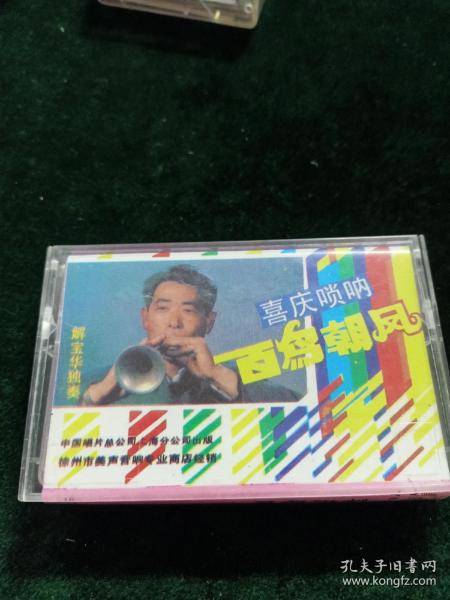 喜庆唢呐
百鸟朝凤
解宝华独奏
中国唱片总公司上海分公司出版
徐州市美声音响专业商店经销
孔夫子旧书网
www.kongfz.com